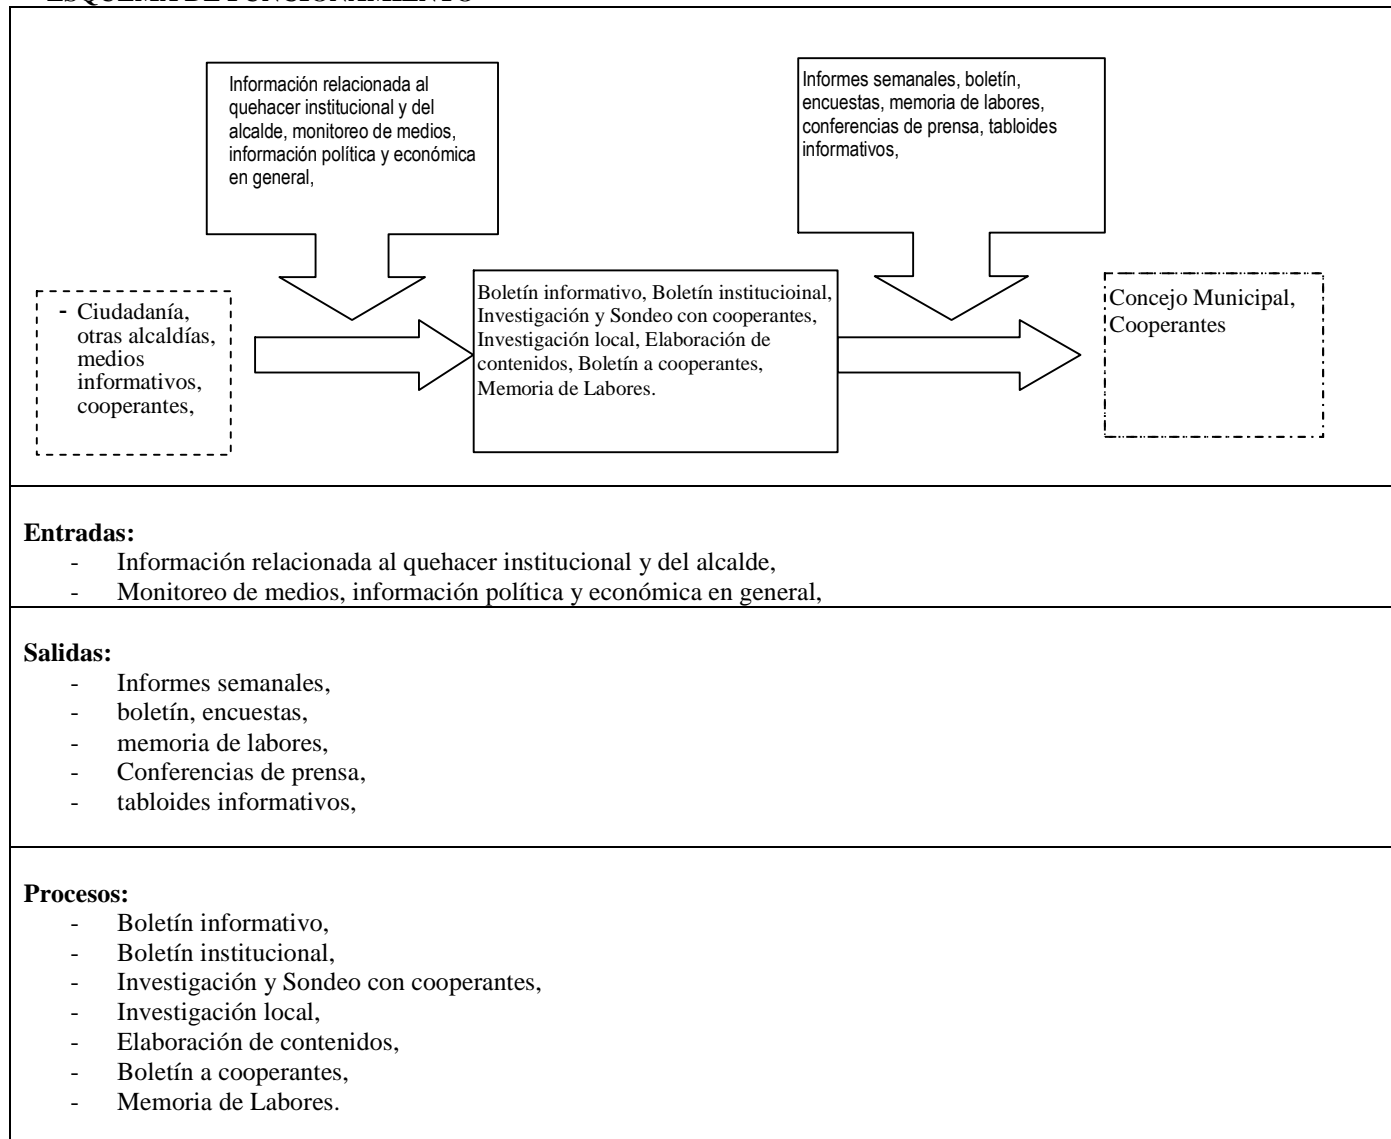 ESQUEMA DE FUNCIONAMIENTO
Información relacionada al
quehacer institucional y del
alcalde, monitoreo de medios,
información política y económica
en general,
Informes semanales, boletín,
encuestas, memoria de labores,
conferencias de prensa, tabloides
informativos,
- Ciudadanía,
otras alcaldías,
medios
informativos,
cooperantes,
Boletín informativo, Boletín institucioinal,
Investigación y Sondeo con cooperantes,
Investigación local, Elaboración de
contenidos, Boletín a cooperantes,
Memoria de Labores.
Concejo Municipal,
Cooperantes
Entradas:
- Información relacionada al quehacer institucional y del alcalde,
- Monitoreo de medios, información política y económica en general,
Salidas:
- Informes semanales,
- boletín, encuestas,
- memoria de labores,
- Conferencias de prensa,
- tabloides informativos,
Procesos:
- Boletín informativo,
- Boletín institucional,
- Investigación y Sondeo con cooperantes,
- Investigación local,
- Elaboración de contenidos,
- Boletín a cooperantes,
- Memoria de Labores.